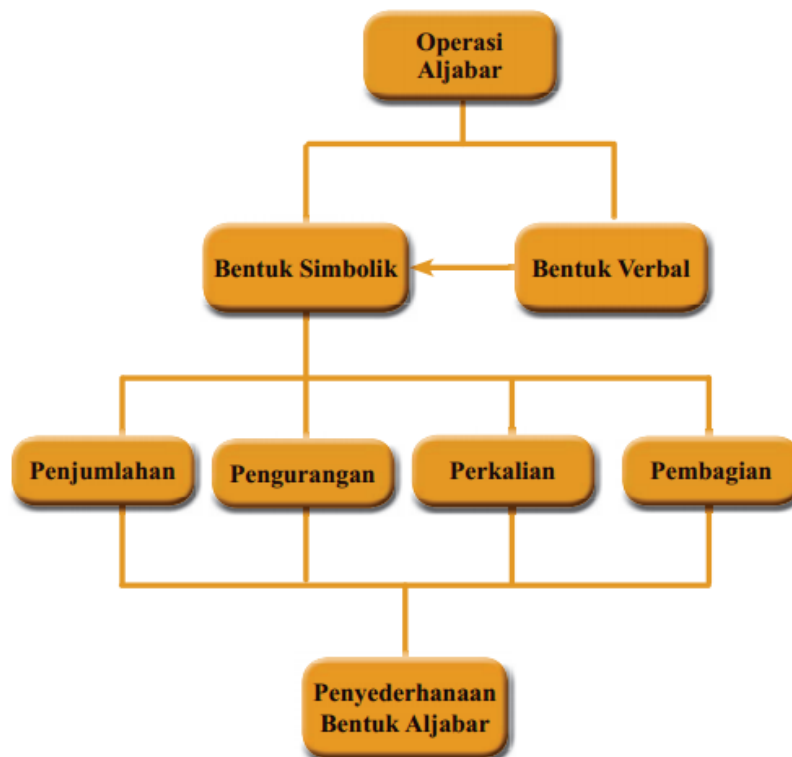 Operasi
Aljabar
Bentuk Simbolik
Bentuk Verbal
Penjumlahan
Pengurangan
Perkalian
Pembagian
Penyederhanaan
Bentuk Aljabar